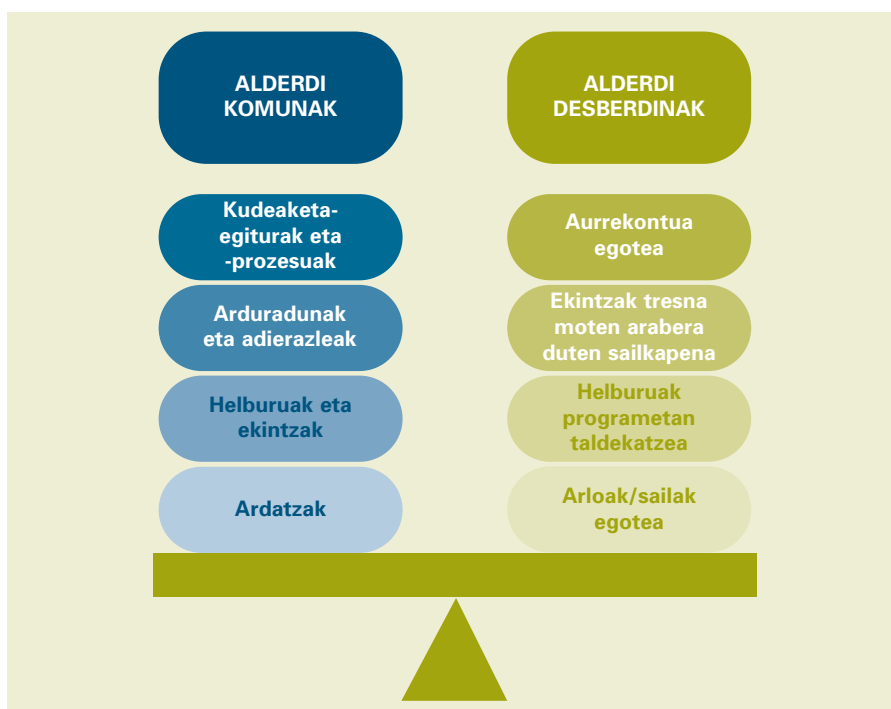 ALDERDI
KOMUNAK
Kudeaketa-
egiturak eta
-prozesuak
Arduradunak
eta adierazleak
Helburuak eta
ekintzak
Ardatzak
ALDERDI
DESBERDINAK
Aurrekontua
egotea
Ekintzak tresna
moten arabera
duten sailkapena
Helburuak
programetan
taldekatzea
Arloak/sailak
egotea